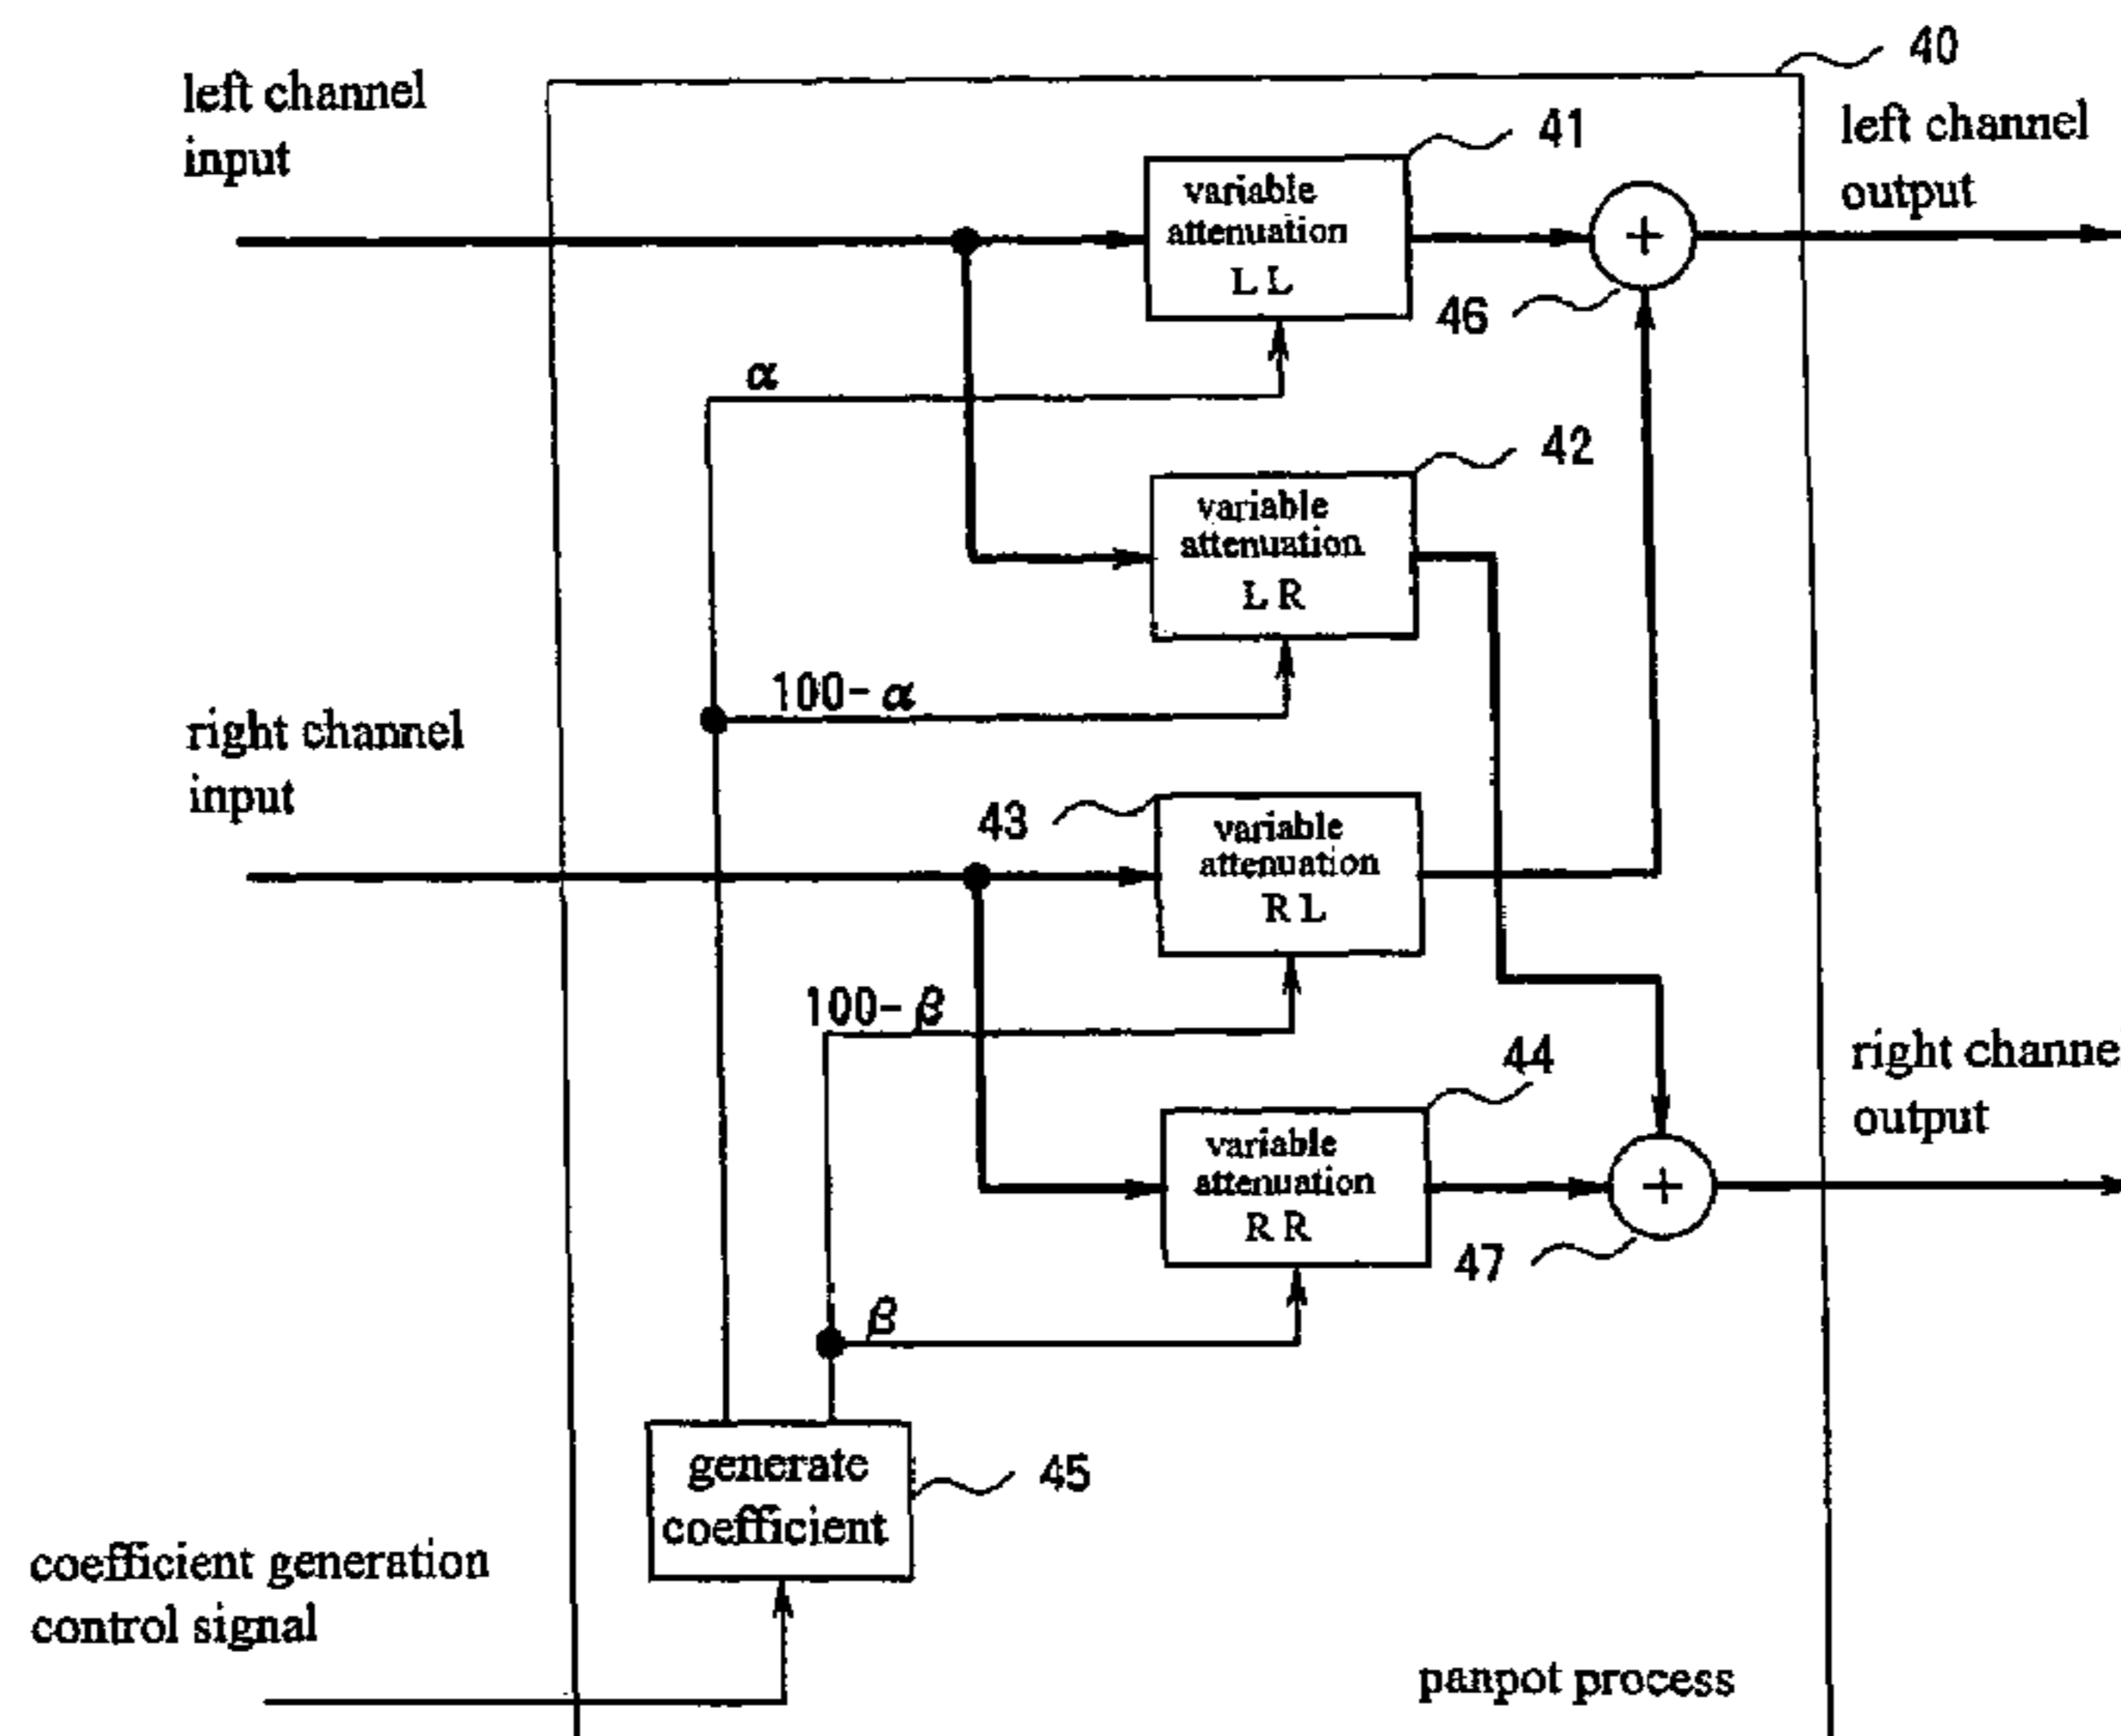 40
left channel
input
left channel
output
41
variable
attenuation
L L
46
α
42
variable
attenuation
L R
100-α
right channel
input
43
variable
attenuation
R L
100-β
44
right channe
output
variable
attenuation
R R
47
β
generate
coefficient
45
coefficient generation
control signal
panpot process